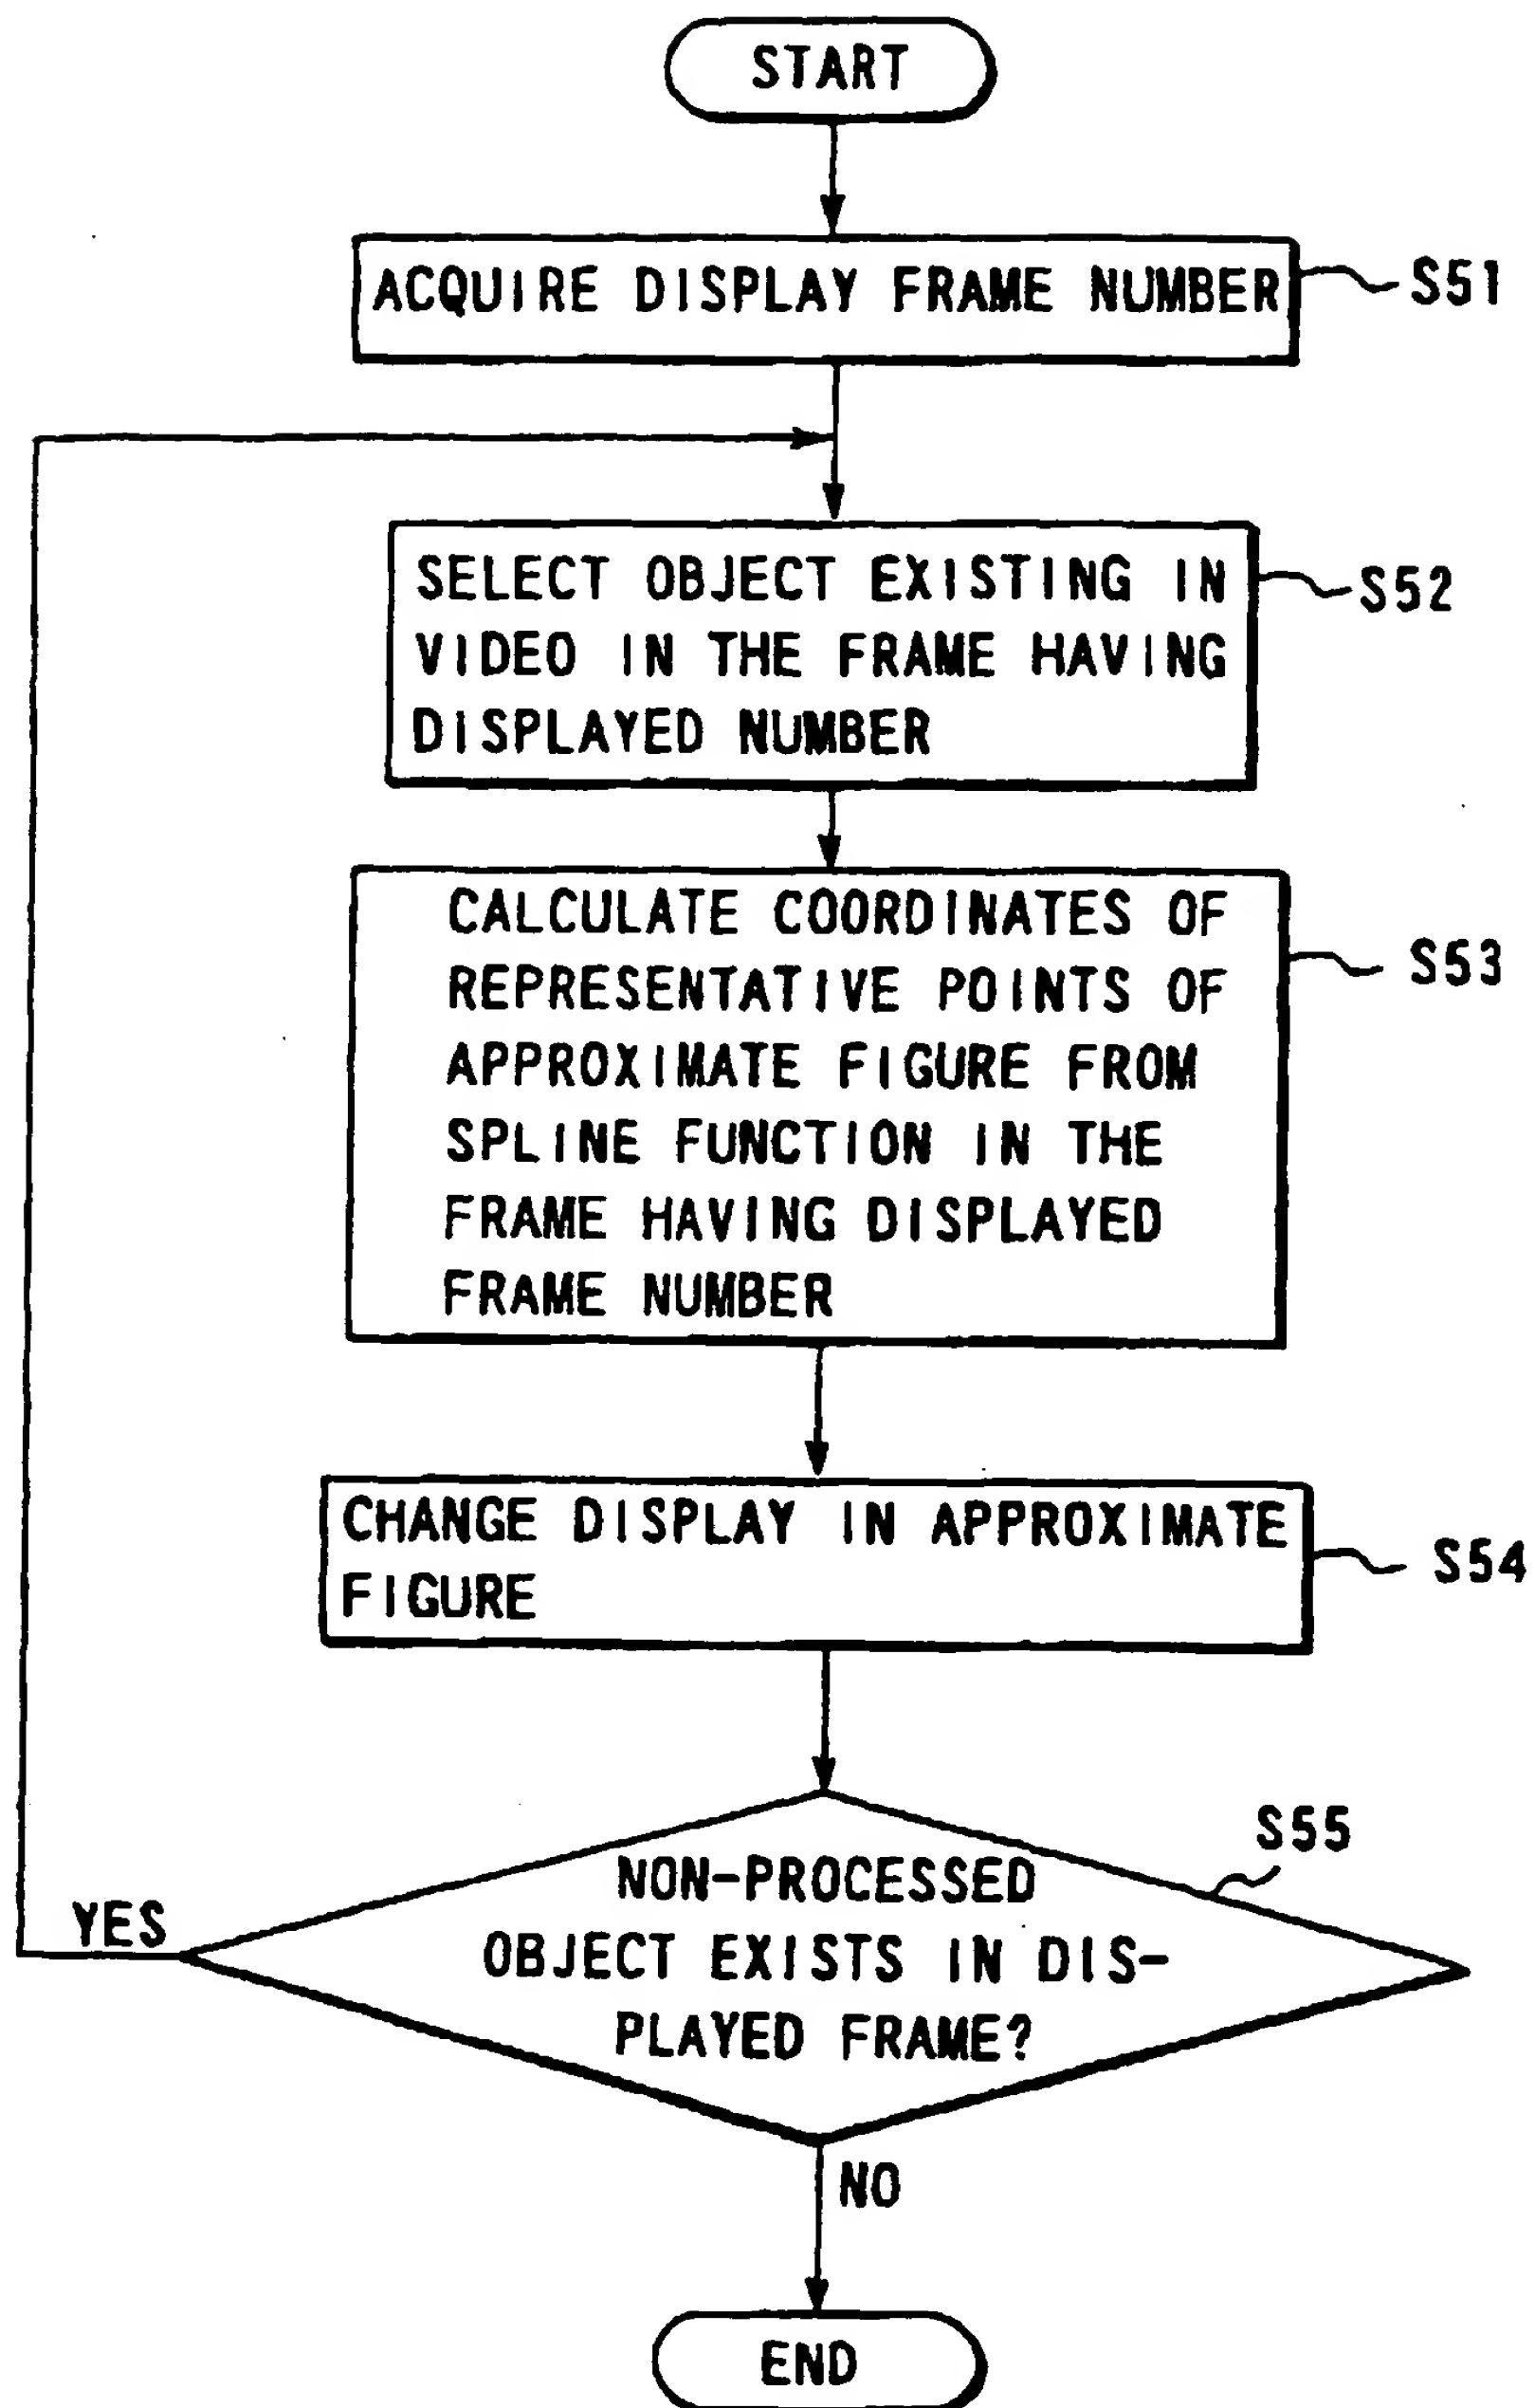 START
ACQUIRE DISPLAY FRAME NUMBER
S51
SELECT OBJECT EXISTING IN
VIDEO IN THE FRAME HAVING
DISPLAYED NUMBER
S52
CALCULATE COORDINATES OF
REPRESENTATIVE POINTS OF
APPROXIMATE FIGURE FROM
SPLINE FUNCTION IN THE
FRAME HAVING DISPLAYED
FRAME NUMBER
S53
CHANGE DISPLAY IN APPROXIMATE
FIGURE
S54
S55
NON-PROCESSED
OBJECT EXISTS IN DIS-
PLAYED FRAME?
YES
NO
END